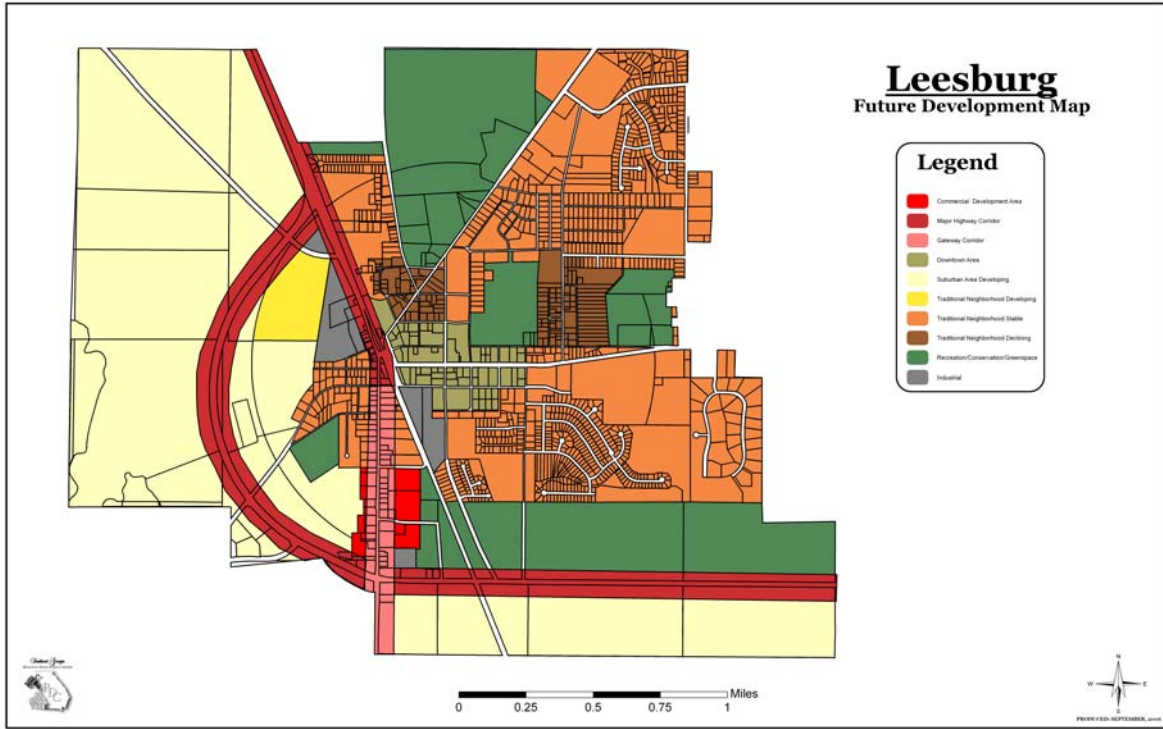 Leesburg
Future Development Map
Legend
Commercial Development Area
Major Highway Corridor
Gateway Corridor
Downtown Area
Suburban Area Developing
Traditional Neighborhood Developing
Traditional Neighborhood Stable
Traditional Neighborhood Declining
Recreation/Conservation/Greenspace
Industrial
N
W E
S
Miles
0 0.25 0.5 0.75 1
PRODUCED: SEPTEMBER,